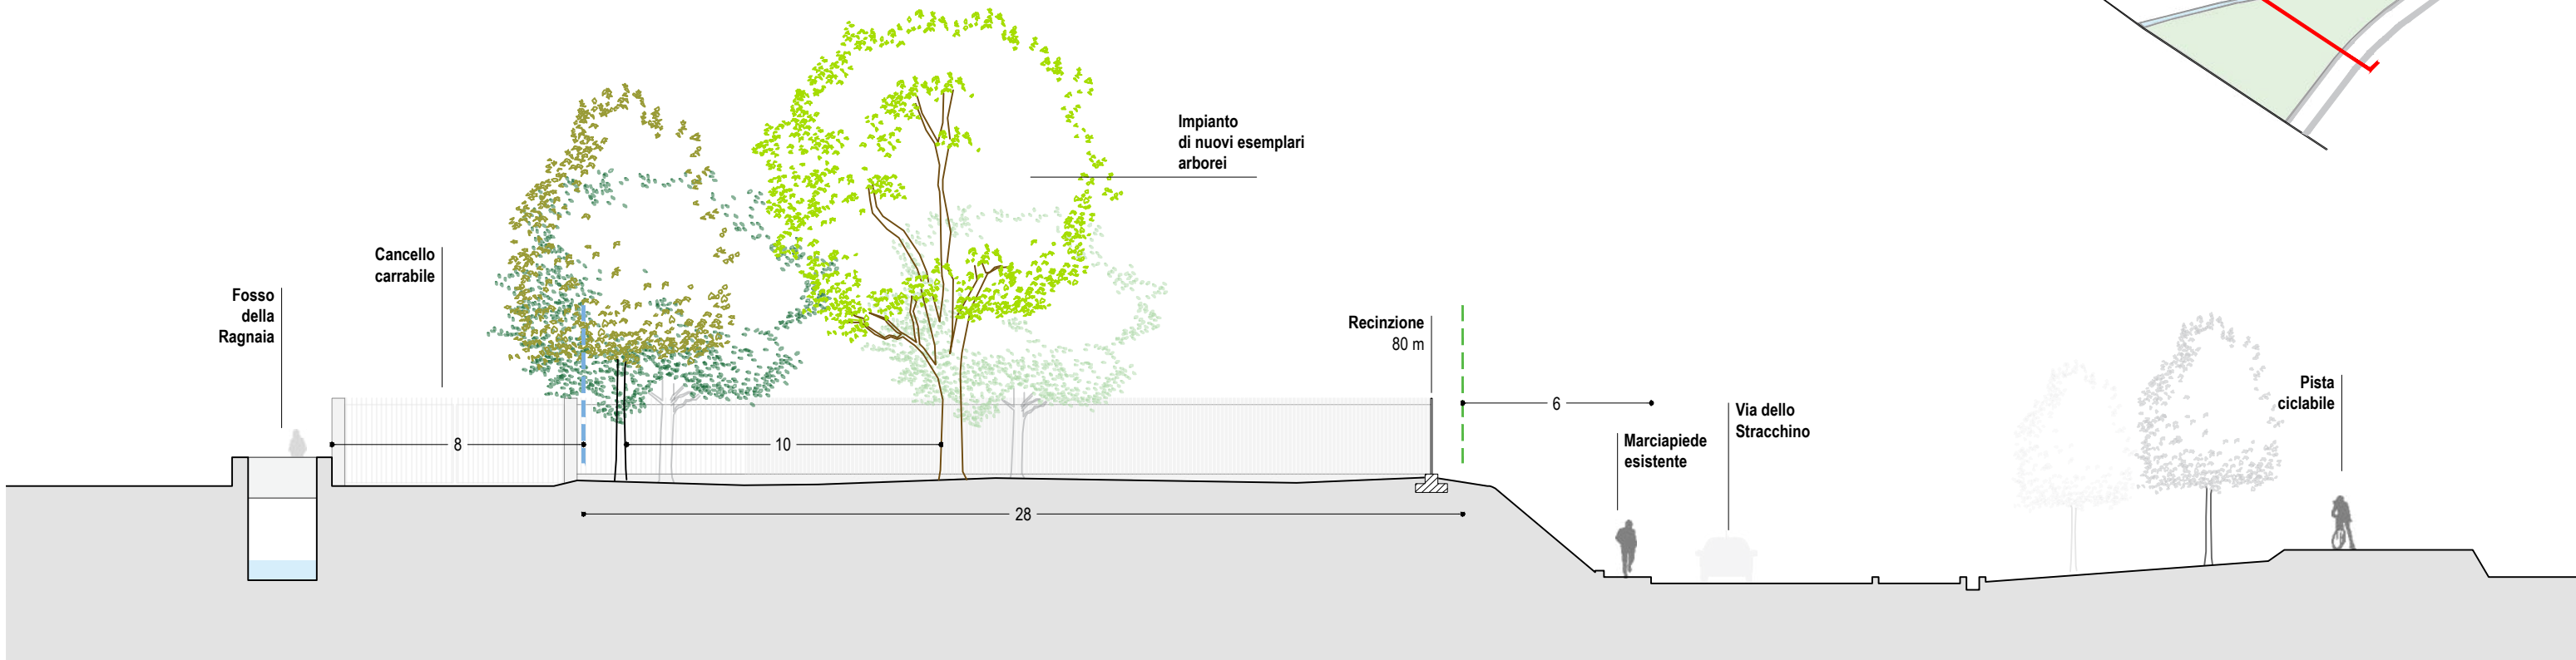 Impianto
di nuovi esemplari
arborei
Cancello
carrabile
Fosso
della
Ragnaia
Recinzione
80 m
Pista
ciclabile
6
Via dello
Stracchino
Marciapiede
esistente
8
10
28